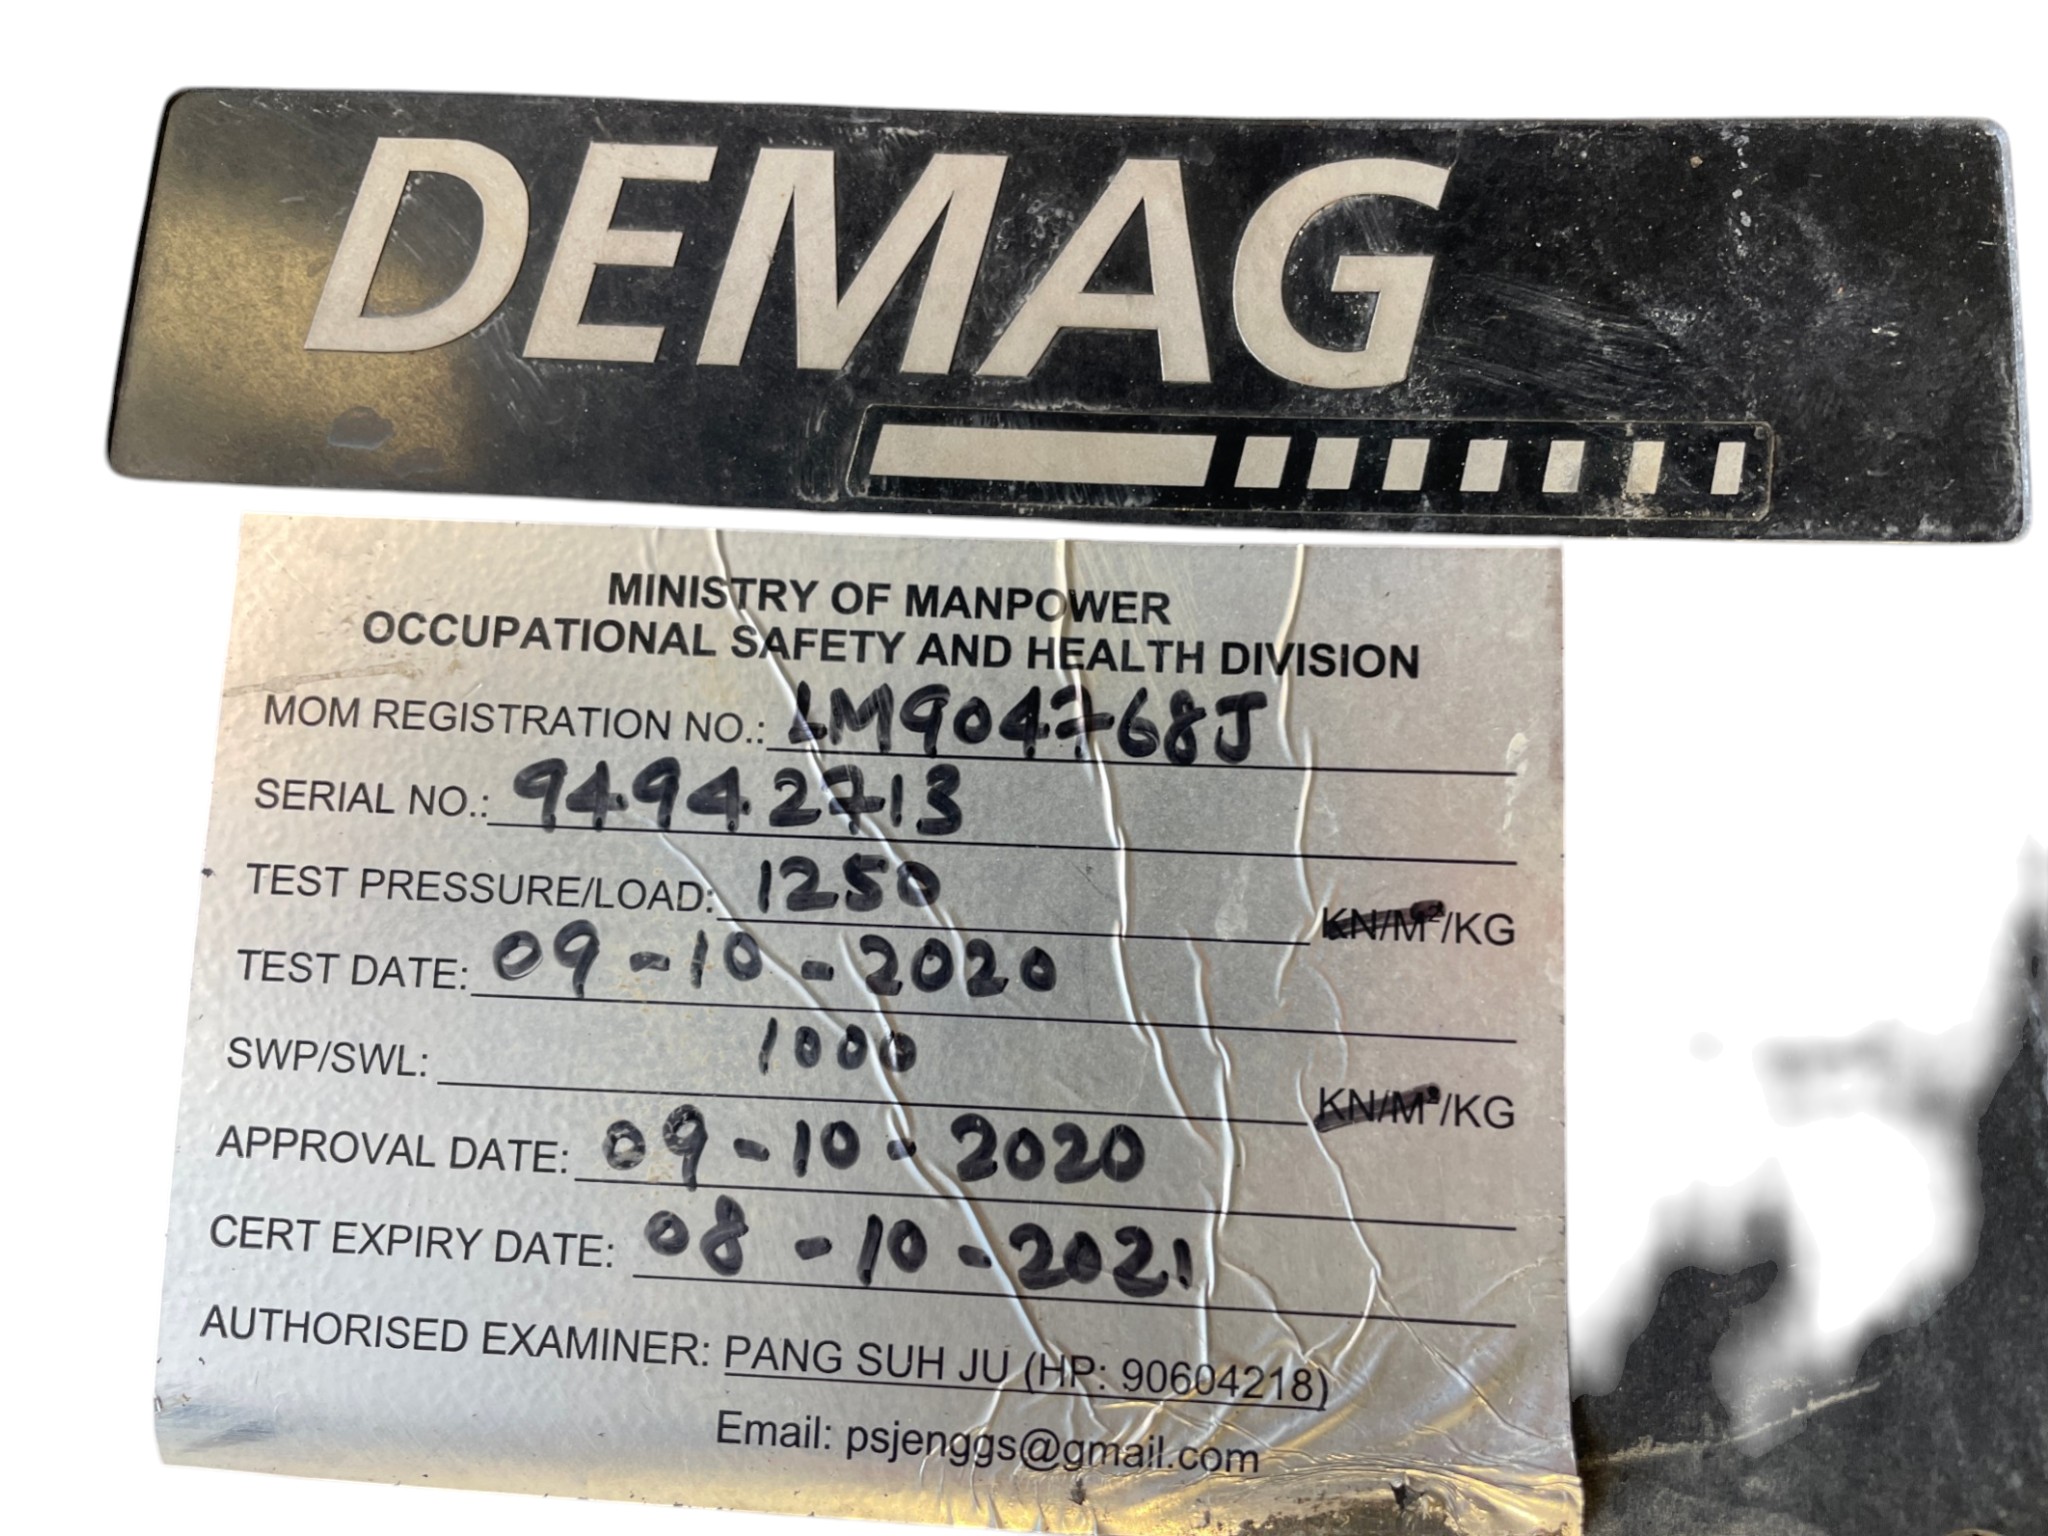 DEMAG
MINISTRY OF MANPOWER
OCCUPATIONAL SAFETY AND HEALTH DIVISION
MOM REGISTRATION NO.: LM904768J
SERIAL NO.: 94942713
TEST PRESSURE/LOAD: 1250 KN/M²/KG
TEST DATE: 09-10-2020
SWP/SWL: 1000 KN/M²/KG
APPROVAL DATE: 09-10-2020
CERT EXPIRY DATE: 08-10-2021
AUTHORISED EXAMINER: PANG SUH JU (HP: 90604218)
Email: psjenggs@gmail.com